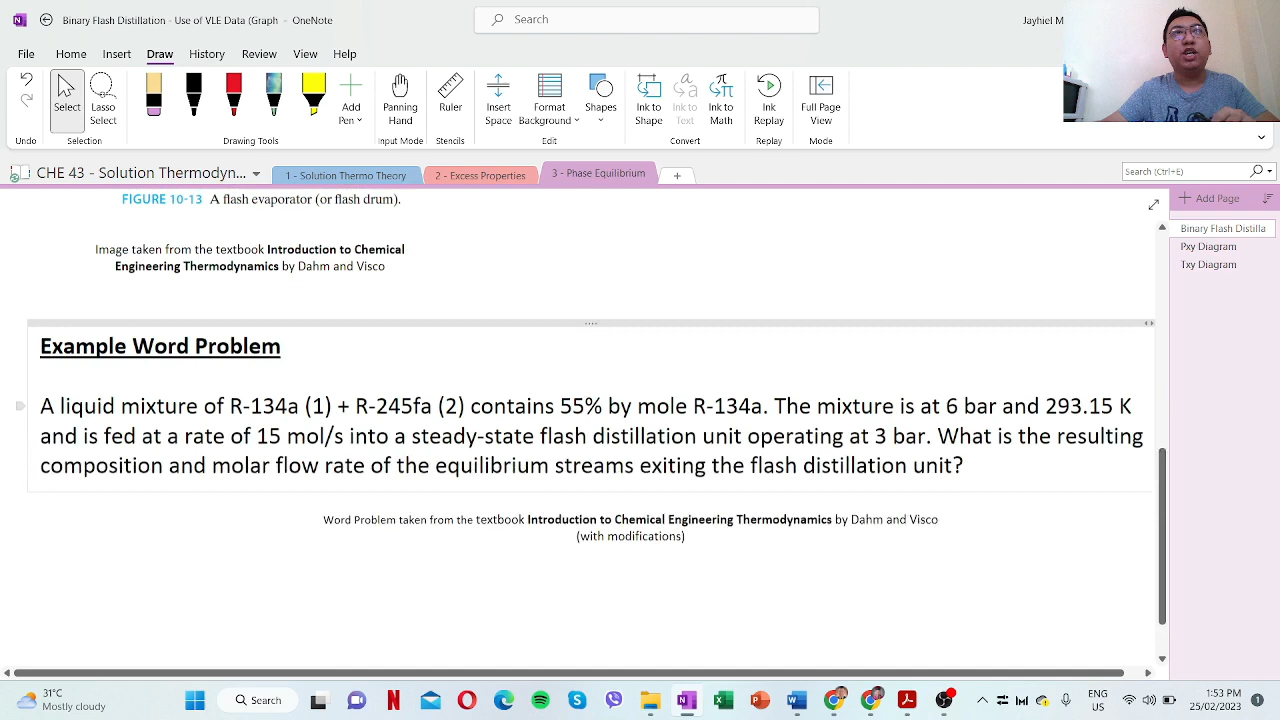 Binary Flash Distillation - Use of VLE Data (Graph - OneNote
Search
Jayhiel M
File Home Insert Draw History Review View Help
Undo
Select
Lasso
Select
Selection
Drawing Tools
Add
Pen
Panning
Hand
Input Mode
Ruler
Stencils
Insert
Space
Format
Background
Shapes
Edit
Ink to
Shape
Ink to
Text
Ink to
Math
Convert
Ink
Replay
Replay
Full Page
View
Mode
CHE 43 - Solution Thermodyn...
1 - Solution Thermo Theory
2 - Excess Properties
3 - Phase Equilibrium
+
Search (Ctrl+E)
Add Page
Binary Flash Distilla
Pxy Diagram
Txy Diagram
FIGURE 10-13 A flash evaporator (or flash drum).
Image taken from the textbook Introduction to Chemical
Engineering Thermodynamics by Dahm and Visco
Example Word Problem
A liquid mixture of R-134a (1) + R-245fa (2) contains 55% by mole R-134a. The mixture is at 6 bar and 293.15 K
and is fed at a rate of 15 mol/s into a steady-state flash distillation unit operating at 3 bar. What is the resulting
composition and molar flow rate of the equilibrium streams exiting the flash distillation unit?
Word Problem taken from the textbook Introduction to Chemical Engineering Thermodynamics by Dahm and Visco
(with modifications)
31°C
Mostly cloudy
Search
ENG
US
1:53 PM
25/02/2023
1